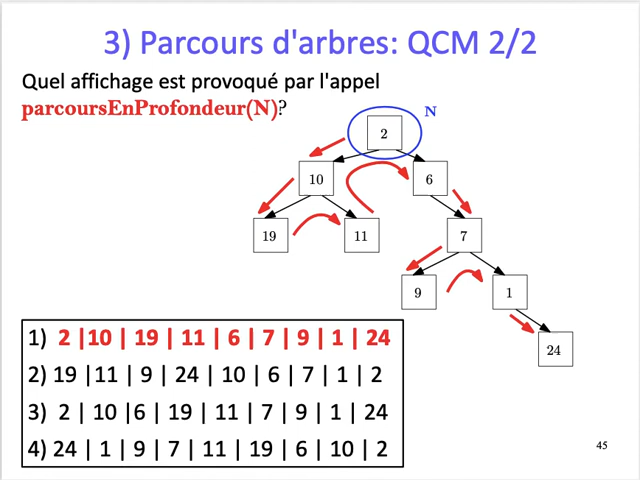 3) Parcours d'arbres: QCM 2/2
Quel affichage est provoqué par l'appel
parcoursEnProfondeur(N)?
N
2
10
6
19
11
7
9
1
24
1) 2 |10 | 19 | 11 | 6 | 7 | 9 | 1 | 24
2) 19 |11 | 9 | 24 | 10 | 6 | 7 | 1 | 2
3) 2 | 10 |6 | 19 | 11 | 7 | 9 | 1 | 24
4) 24 | 1 | 9 | 7 | 11 | 19 | 6 | 10 | 2
45